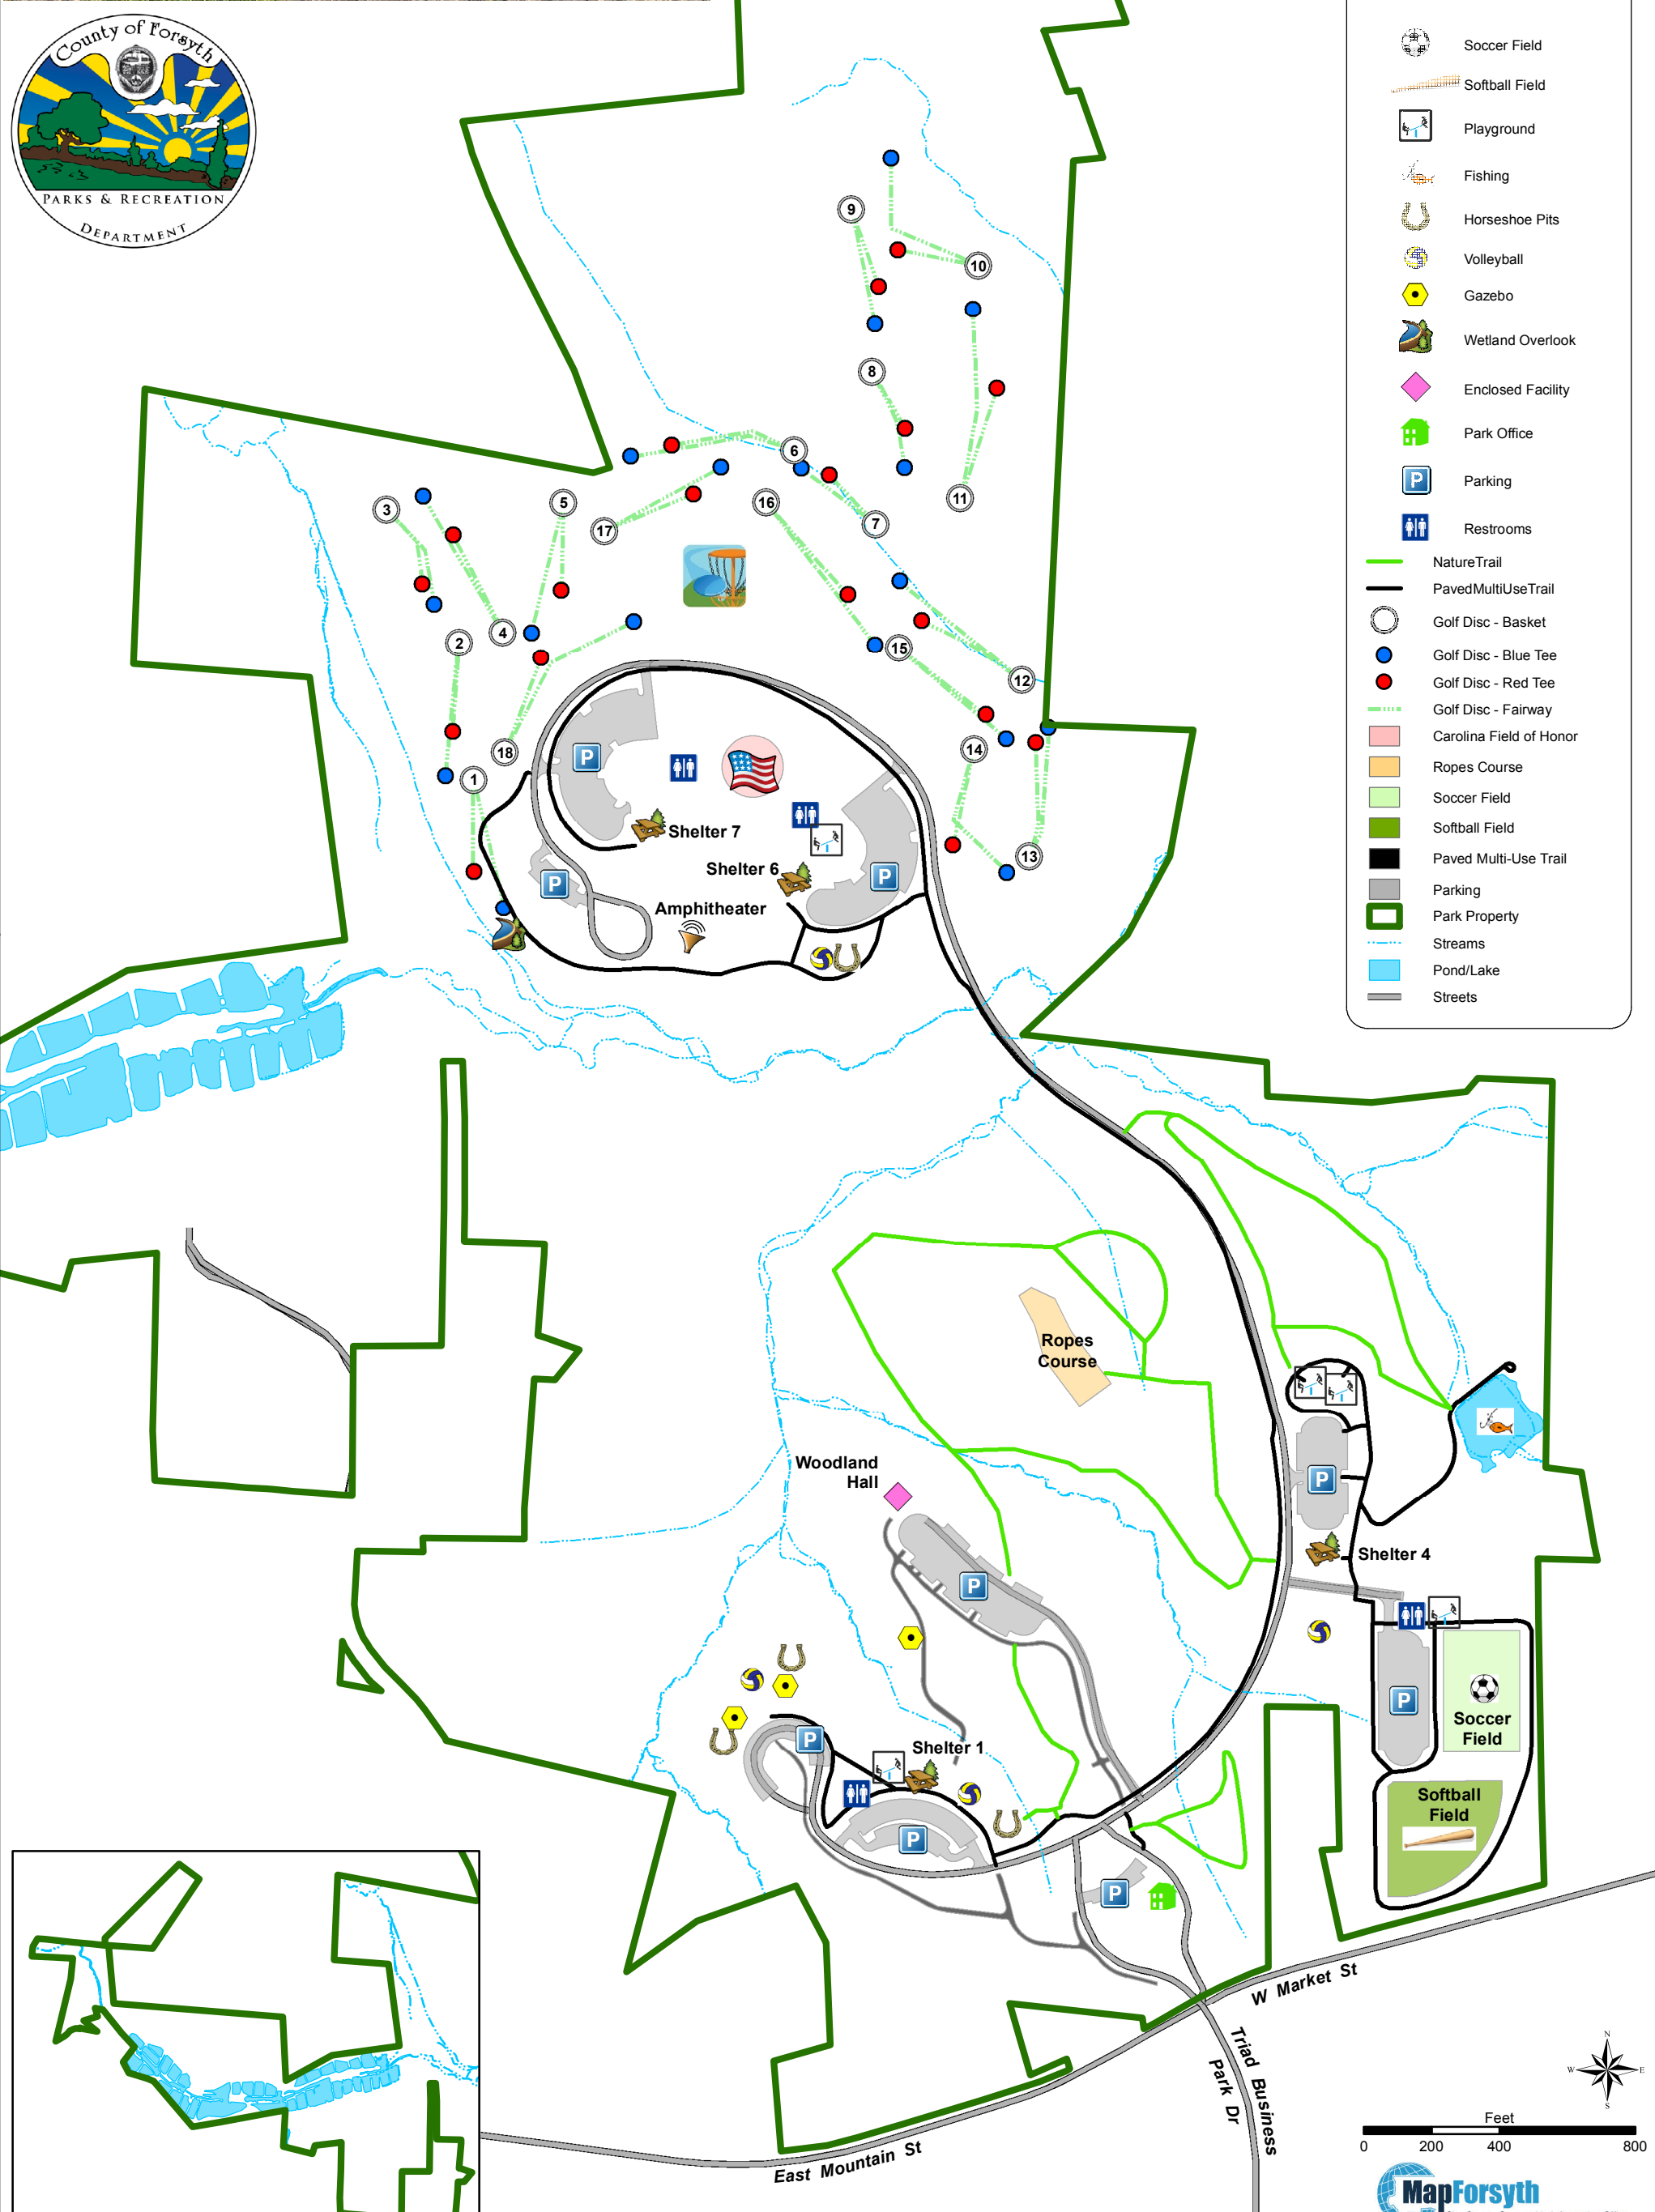 County of Forsyth
PARKS & RECREATION
DEPARTMENT
Soccer Field
Softball Field
Playground
Fishing
Horseshoe Pits
Volleyball
Gazebo
Wetland Overlook
Enclosed Facility
Park Office
P Parking
Restrooms
NatureTrail
PavedMultiUseTrail
Golf Disc - Basket
Golf Disc - Blue Tee
Golf Disc - Red Tee
Golf Disc - Fairway
Carolina Field of Honor
Ropes Course
Soccer Field
Softball Field
Paved Multi-Use Trail
Parking
Park Property
Streams
Pond/Lake
Streets
9
10
8
6
11
3
5
16
17
7
4
2
15
12
18
14
1
13
P
Shelter 7
Shelter 6
P
P
Amphitheater
Ropes
Course
Woodland
Hall
P
Shelter 4
P
P
Soccer
Field
P
Shelter 1
Softball
Field
P
P
W Market St
Triad Business
Park Dr
East Mountain St
N
W
E
S
Feet
0 200 400 800
MapForsyth